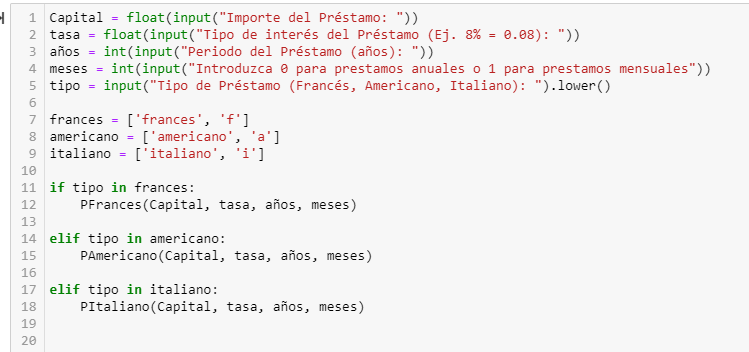 1 Capital = float(input("Importe del Préstamo: "))
2 tasa = float(input("Tipo de interés del Préstamo (Ej. 8% = 0.08): "))
3 años = int(input("Periodo del Préstamo (años): "))
4 meses = int(input("Introduzca 0 para prestamos anuales o 1 para prestamos mensuales"))
5 tipo = input("Tipo de Préstamo (Francés, Americano, Italiano): ").lower()
6
7 frances = ['frances', 'f']
8 americano = ['americano', 'a']
9 italiano = ['italiano', 'i']
10
11 if tipo in frances:
12     PFrances(Capital, tasa, años, meses)
13
14 elif tipo in americano:
15     PAmericano(Capital, tasa, años, meses)
16
17 elif tipo in italiano:
18     PItaliano(Capital, tasa, años, meses)
19
20